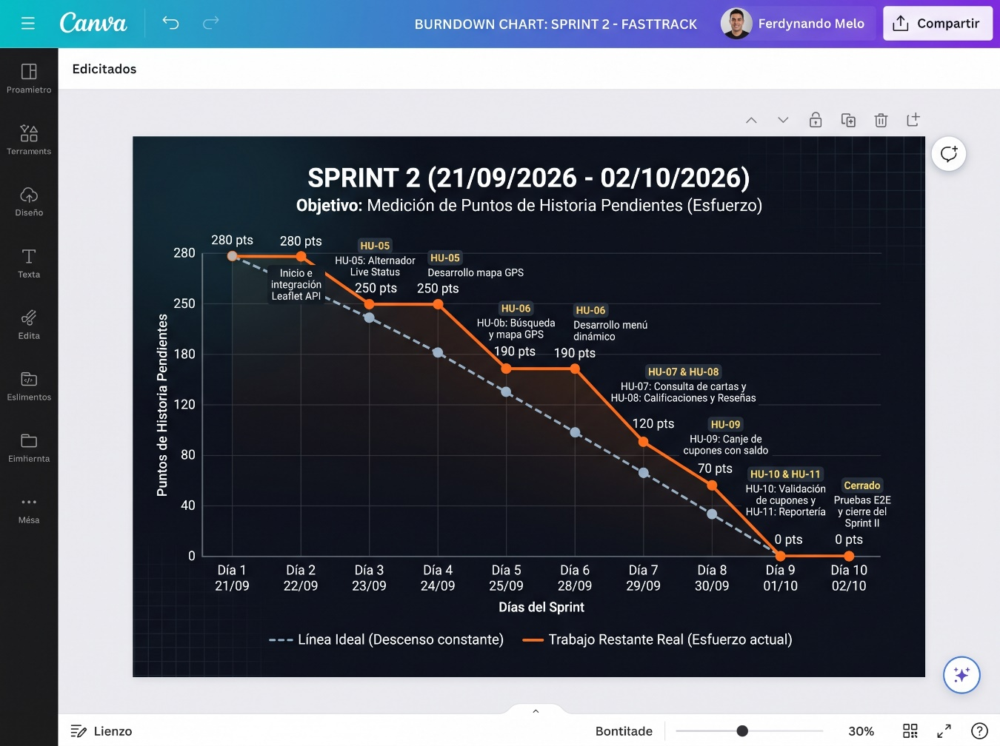 Canva
BURNDOWN CHART: SPRINT 2 - FASTTRACK
Ferdynando Melo
Compartir
Edicitados
Proamietro
Terraments
Diseño
Texta
Edita
Eslimentos
Eimhernta
Mésa
SPRINT 2 (21/09/2026 - 02/10/2026)
Objetivo: Medición de Puntos de Historia Pendientes (Esfuerzo)
Puntos de Historia Pendientes
280
250
180
120
80
40
0
280 pts
280 pts
Inicio e
integración
Leaflet API
HU-05
HU-05: Alternador
Live Status
250 pts
HU-05
Desarrollo mapa GPS
250 pts
HU-06
HU-0b: Búsqueda
y mapa GPS
190 pts
HU-06
Desarrollo menú
dinámico
190 pts
HU-07 & HU-08
HU-07: Consulta de cartas y
HU-08: Calificaciones y Reseñas
120 pts
HU-09
HU-09: Canje de
cupones con saldo
70 pts
HU-10 & HU-11
HU-10: Validación
de cupones y
HU-11: Reportería
0 pts
Cerrado
Pruebas E2E
y cierre del
Sprint II
0 pts
Día 1
21/09
Día 2
22/09
Día 3
23/09
Día 4
24/09
Día 5
25/09
Día 6
28/09
Día 7
29/09
Día 8
30/09
Día 9
01/10
Día 10
02/10
Días del Sprint
Línea Ideal (Descenso constante)
Trabajo Restante Real (Esfuerzo actual)
Lienzo
Bontitade
30%